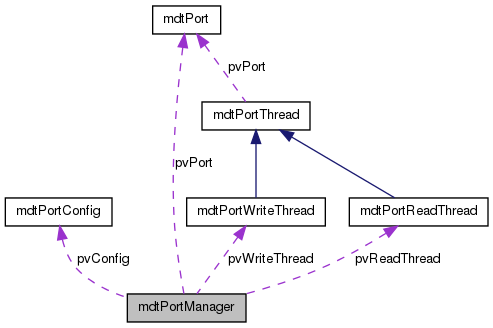 mdtPort
pvPort
mdtPortThread
pvPort
mdtPortConfig
mdtPortWriteThread
mdtPortReadThread
pvConfig
pvWriteThread
pvReadThread
mdtPortManager